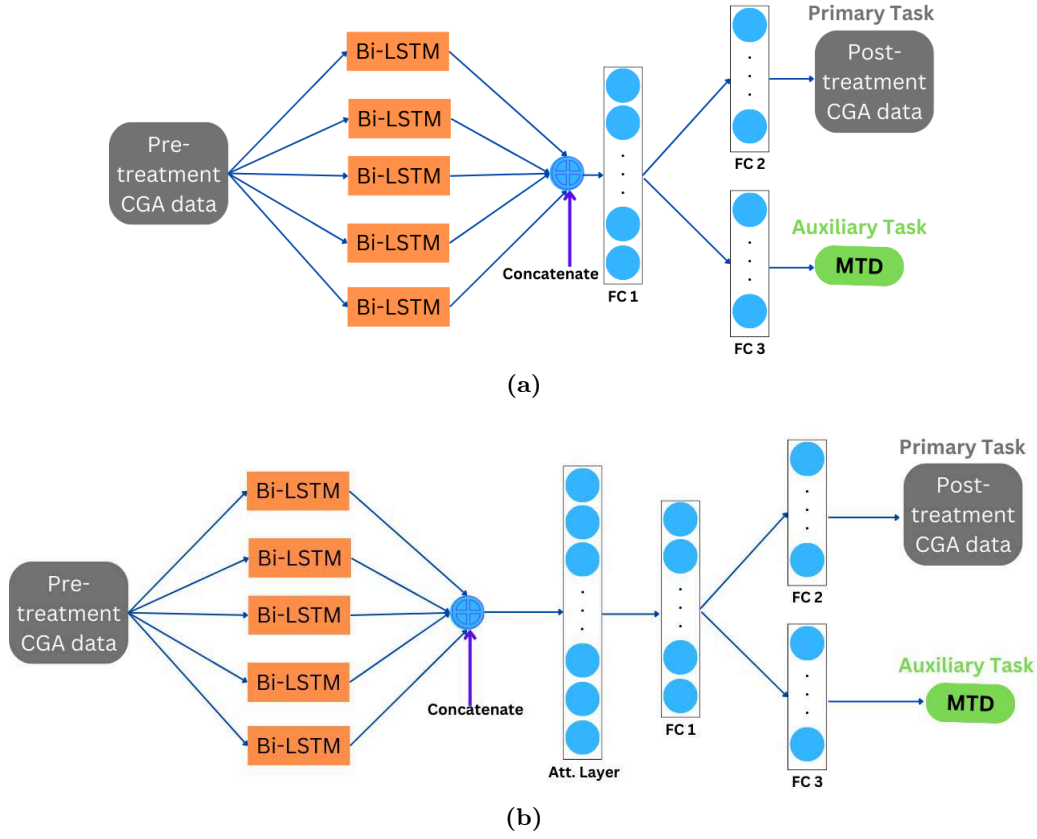 Primary Task
Bi-LSTM
Post-
treatment
CGA data
Bi-LSTM
Pre-
treatment
CGA data
Bi-LSTM
FC 2
Bi-LSTM
Auxiliary Task
MTD
Concatenate
Bi-LSTM
FC 1
FC 3
(a)
Primary Task
Bi-LSTM
Post-
treatment
CGA data
Bi-LSTM
Pre-
treatment
CGA data
Bi-LSTM
FC 2
Bi-LSTM
Auxiliary Task
MTD
Concatenate
FC 1
Bi-LSTM
Att. Layer
FC 3
(b)